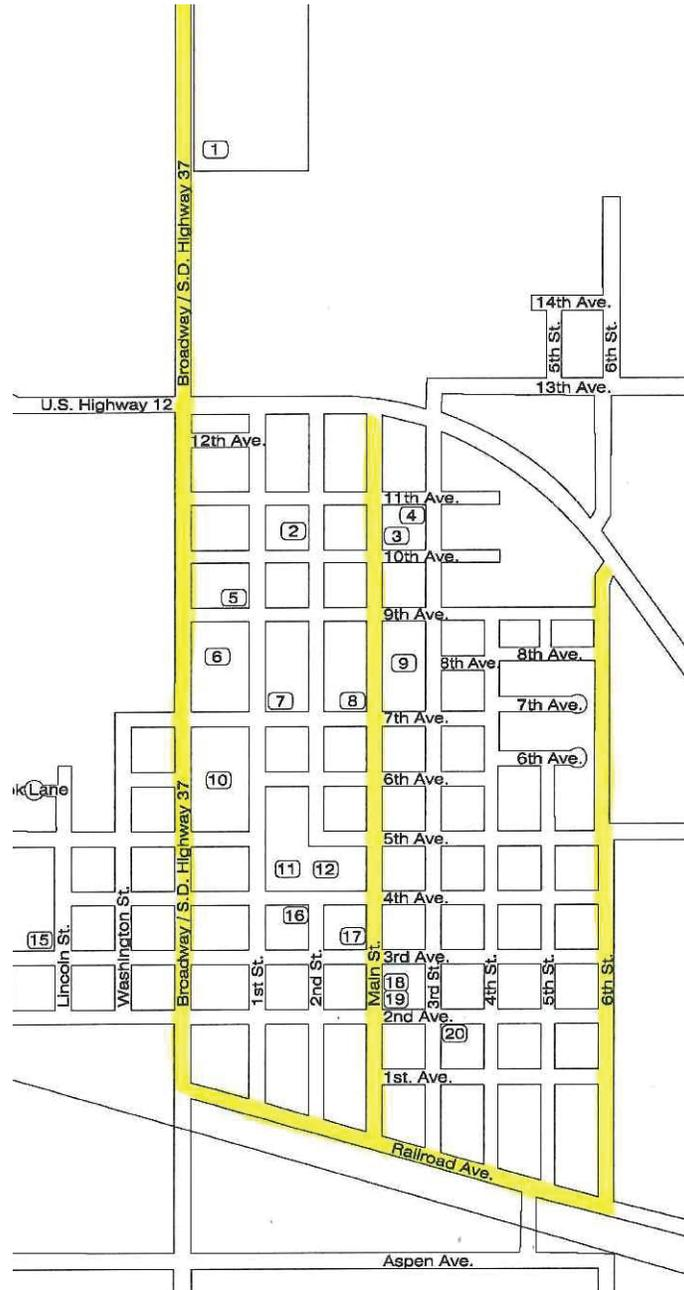 1
Broadway / S.D. Highway 37
14th Ave.
5th St.
6th St.
13th Ave.
U.S. Highway 12
12th Ave.
11th Ave.
4
2
3
10th Ave.
5
9th Ave.
6
9
8th Ave.
8th Ave.
7
8
7th Ave.
7th Ave.
6th Ave.
10
6th Ave.
k Lane
Broadway / S.D. Highway 37
5th Ave.
11
12
4th Ave.
16
15
17
Lincoln St.
Washington St.
1st St.
2nd St.
Main St.
3rd Ave.
3rd St.
4th St.
5th St.
6th St.
18
19
2nd Ave.
20
1st. Ave.
Railroad Ave.
Aspen Ave.